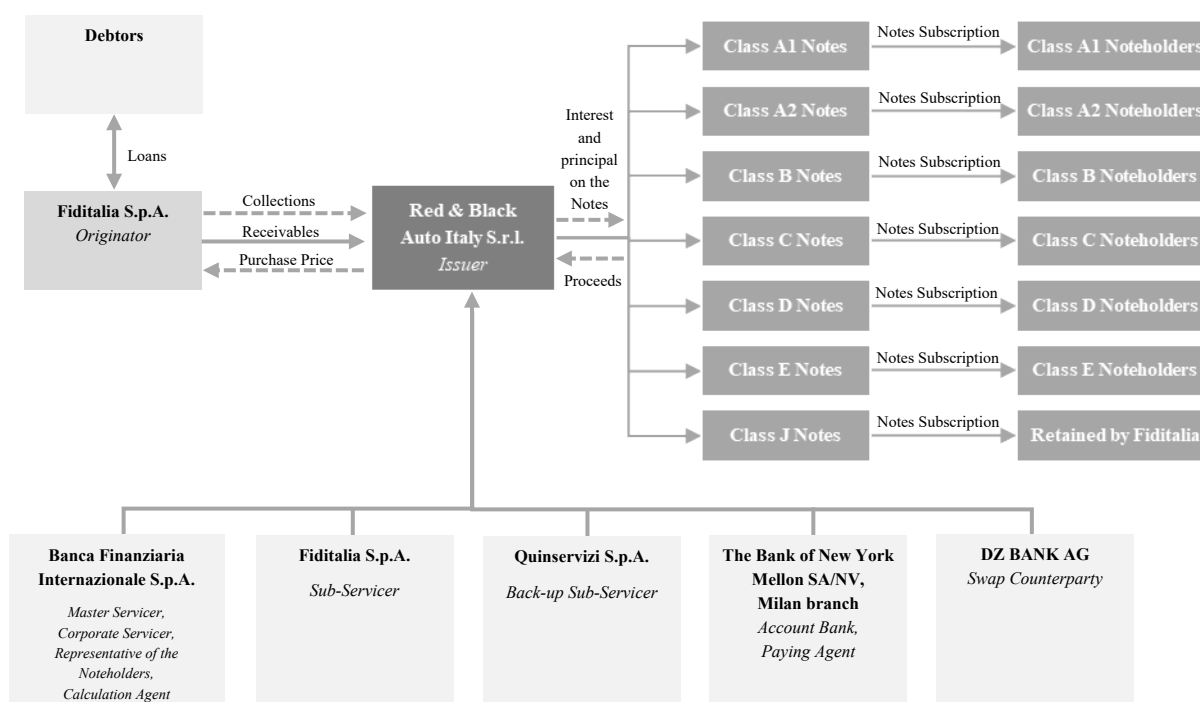 Debtors
Loans
Fiditalia S.p.A.
Originator
Collections
Receivables
Purchase Price
Red & Black
Auto Italy S.r.l.
Issuer
Interest
and
principal
on the
Notes
Proceeds
Class A1 Notes
Notes Subscription
Class A1 Noteholders
Class A2 Notes
Notes Subscription
Class A2 Noteholders
Class B Notes
Notes Subscription
Class B Noteholders
Class C Notes
Notes Subscription
Class C Noteholders
Class D Notes
Notes Subscription
Class D Noteholders
Class E Notes
Notes Subscription
Class E Noteholders
Class J Notes
Notes Subscription
Retained by Fiditalia
Banca Finanziaria
Internazionale S.p.A.
Master Servicer,
Corporate Servicer,
Representative of the
Noteholders,
Calculation Agent
Fiditalia S.p.A.
Sub-Servicer
Quinservizi S.p.A.
Back-up Sub-Servicer
The Bank of New York
Mellon SA/NV,
Milan branch
Account Bank,
Paying Agent
DZ BANK AG
Swap Counterparty